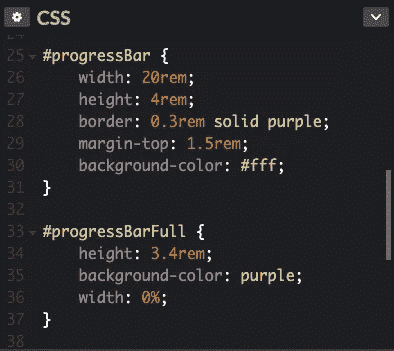 CSS
24
25 #progressBar {
26     width: 20rem;
27     height: 4rem;
28     border: 0.3rem solid purple;
29     margin-top: 1.5rem;
30     background-color: #fff;
31 }
32
33 #progressBarFull {
34     height: 3.4rem;
35     background-color: purple;
36     width: 0%;
37 }
38